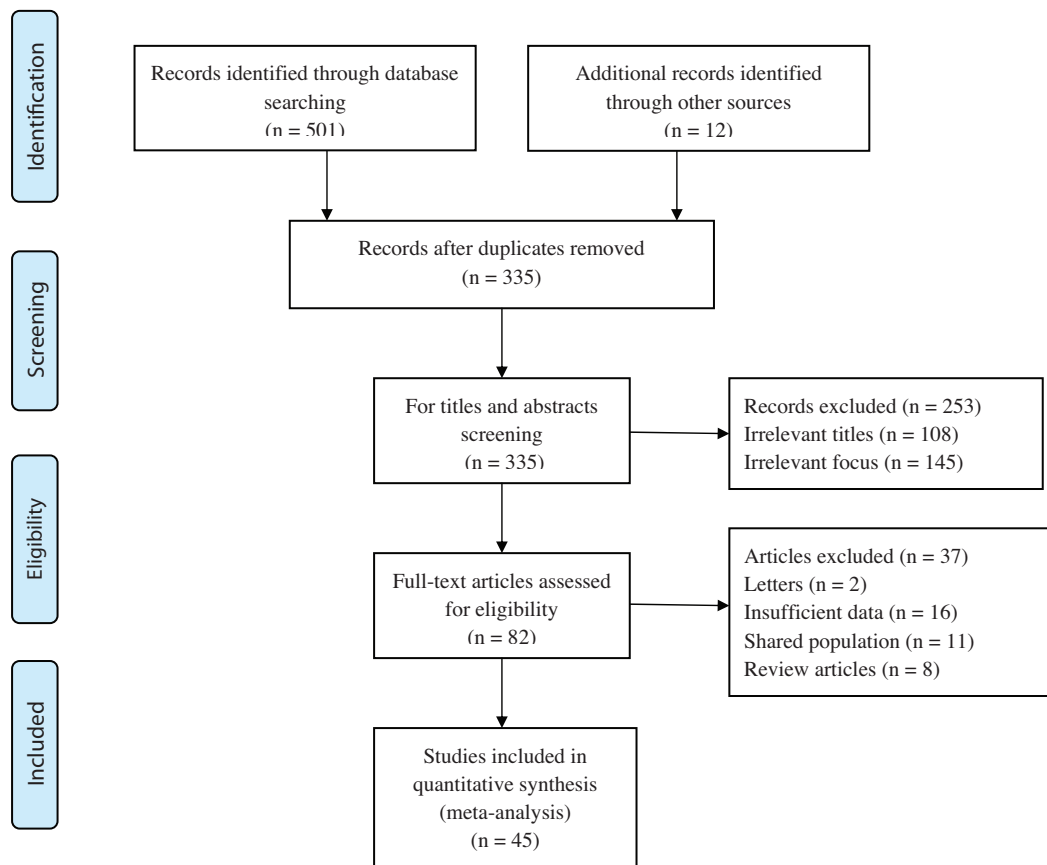 Identification
Records identified through database
searching
(n = 501)
Additional records identified
through other sources
(n = 12)
Screening
Records after duplicates removed
(n = 335)
For titles and abstracts
screening
(n = 335)
Records excluded (n = 253)
Irrelevant titles (n = 108)
Irrelevant focus (n = 145)
Eligibility
Full-text articles assessed
for eligibility
(n = 82)
Articles excluded (n = 37)
Letters (n = 2)
Insufficient data (n = 16)
Shared population (n = 11)
Review articles (n = 8)
Included
Studies included in
quantitative synthesis
(meta-analysis)
(n = 45)